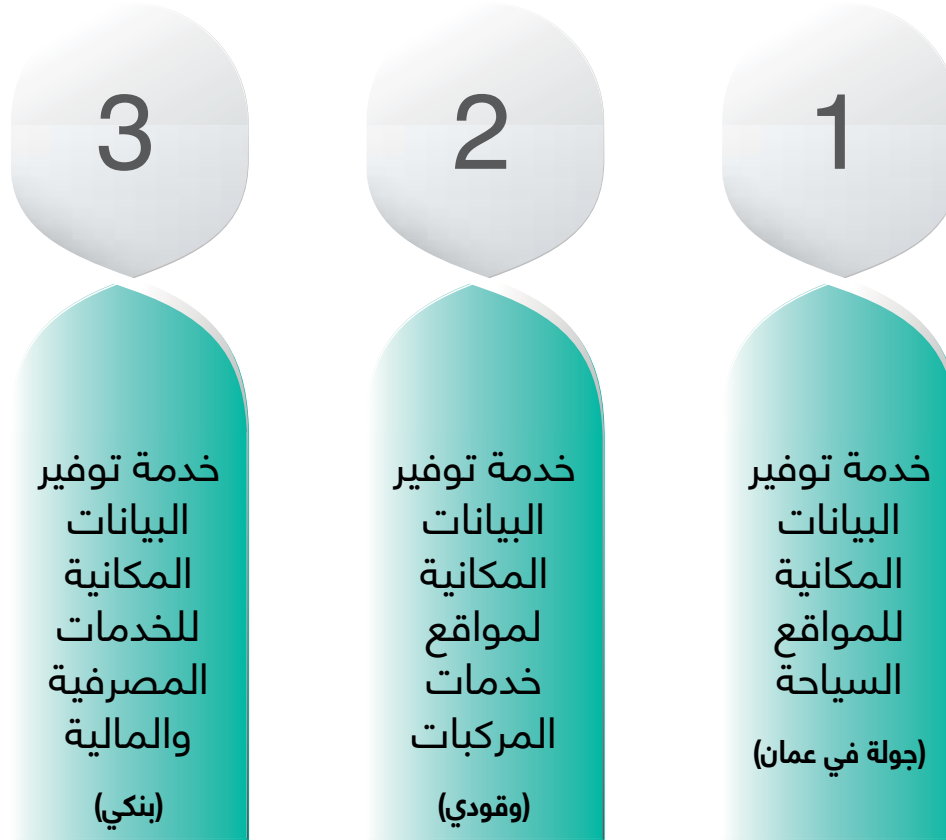 1
خدمة توفير
البيانات
المكانية
للمواقع
السياحة
(جولة في عمان)
2
خدمة توفير
البيانات
المكانية
لمواقع
خدمات
المركبات
(وقودي)
3
خدمة توفير
البيانات
المكانية
للخدمات
المصرفية
والمالية
(بنكي)